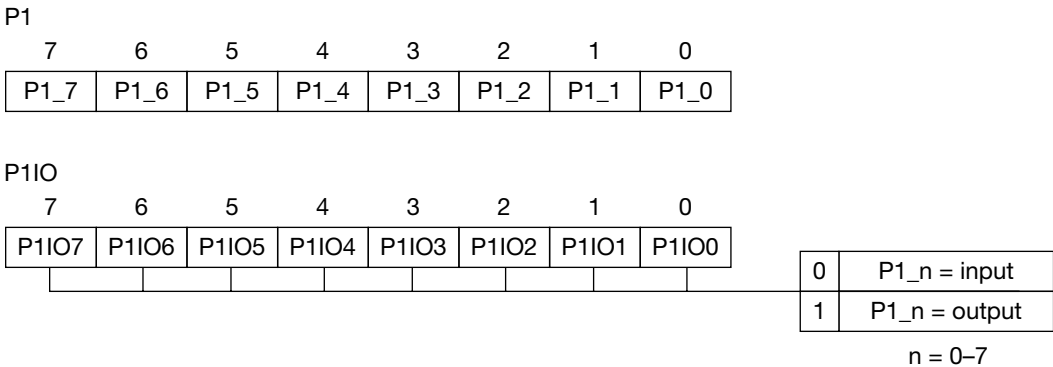 P1
7 6 5 4 3 2 1 0
P1_7 P1_6 P1_5 P1_4 P1_3 P1_2 P1_1 P1_0
P1IO
7 6 5 4 3 2 1 0
P1IO7 P1IO6 P1IO5 P1IO4 P1IO3 P1IO2 P1IO1 P1IO0
0 P1_n = input
1 P1_n = output
n = 0–7